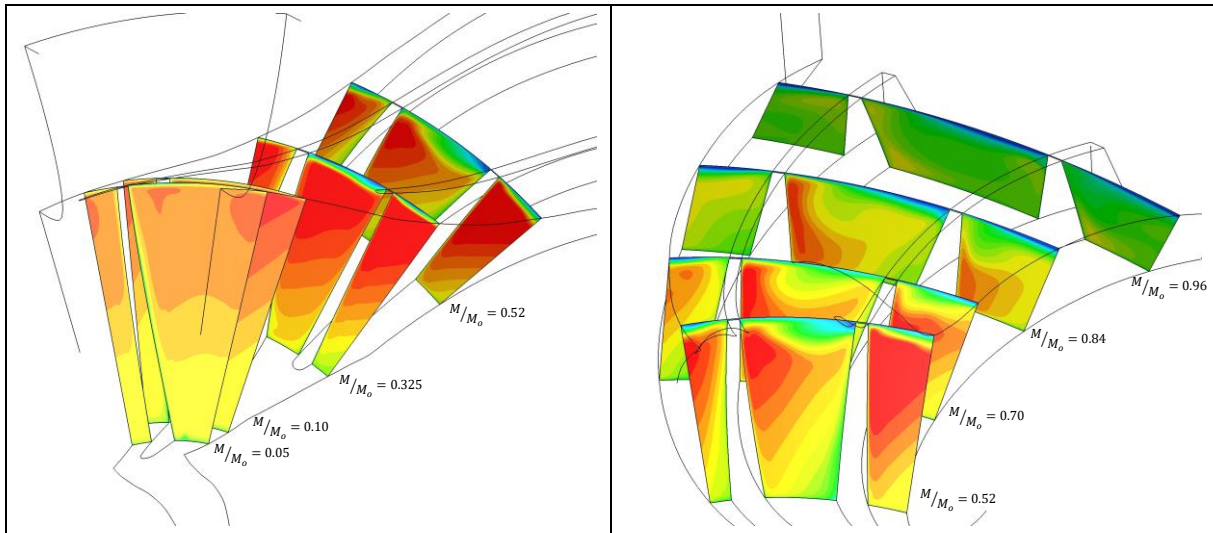 M/Mₒ = 0.52
M/Mₒ = 0.325
M/Mₒ = 0.10
M/Mₒ = 0.05
M/Mₒ = 0.96
M/Mₒ = 0.84
M/Mₒ = 0.70
M/Mₒ = 0.52